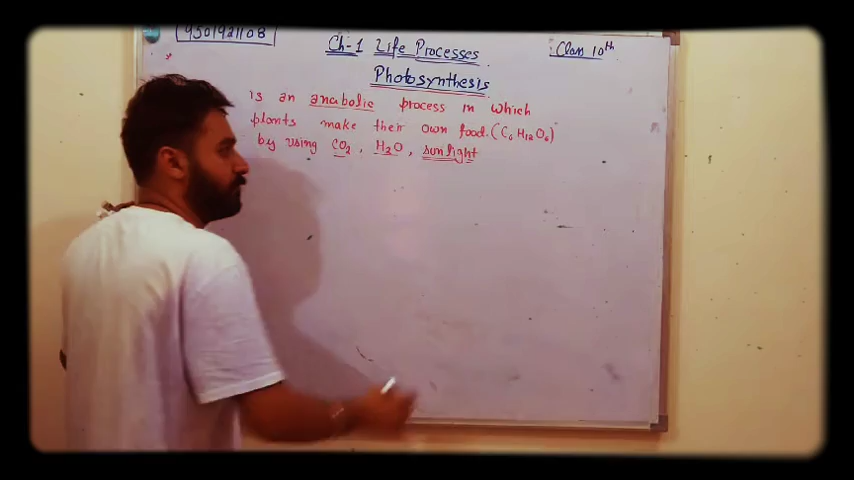 9501921108
Ch-1 Life Processes
Class 10th
Photosynthesis
is an anabolic process in which
plants make their own food. (C6H12O6)
by using CO2, H2O, sunlight